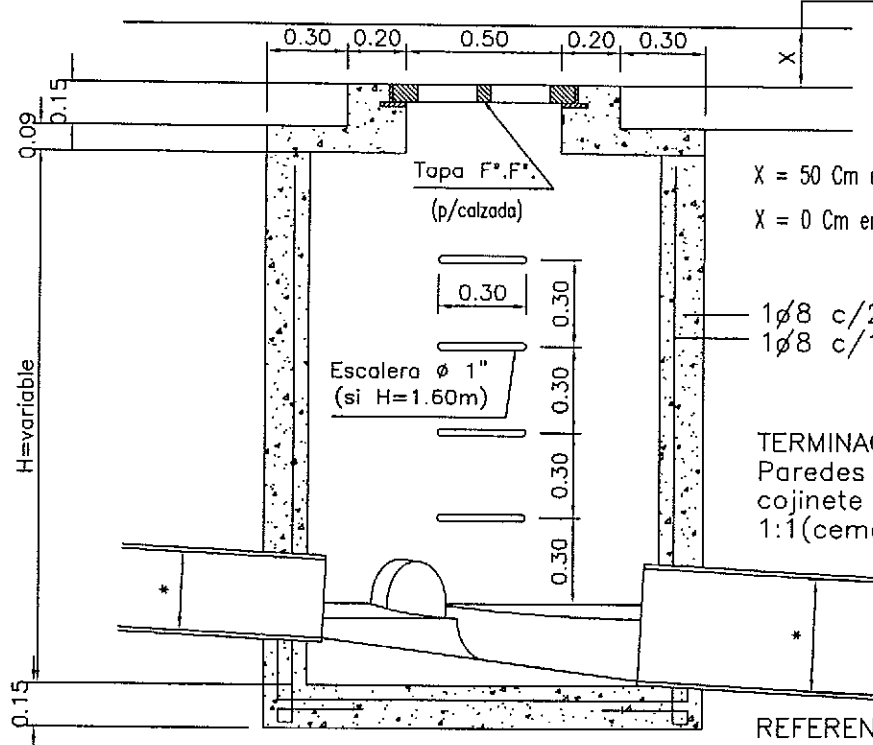 0.30 0.20 0.50 0.20 0.30
X
0.15
0.09
Tapa F°.F°.
(p/calzada)
X = 50 Cm
X = 0 Cm
0.30
0.30
1ø8 c/
1ø8 c/
Escalera ø 1"
(si H=1.60m)
0.30
H=variable
Paredes
0.30
cojinete
1:1(cem
0.30
*
*
0.15